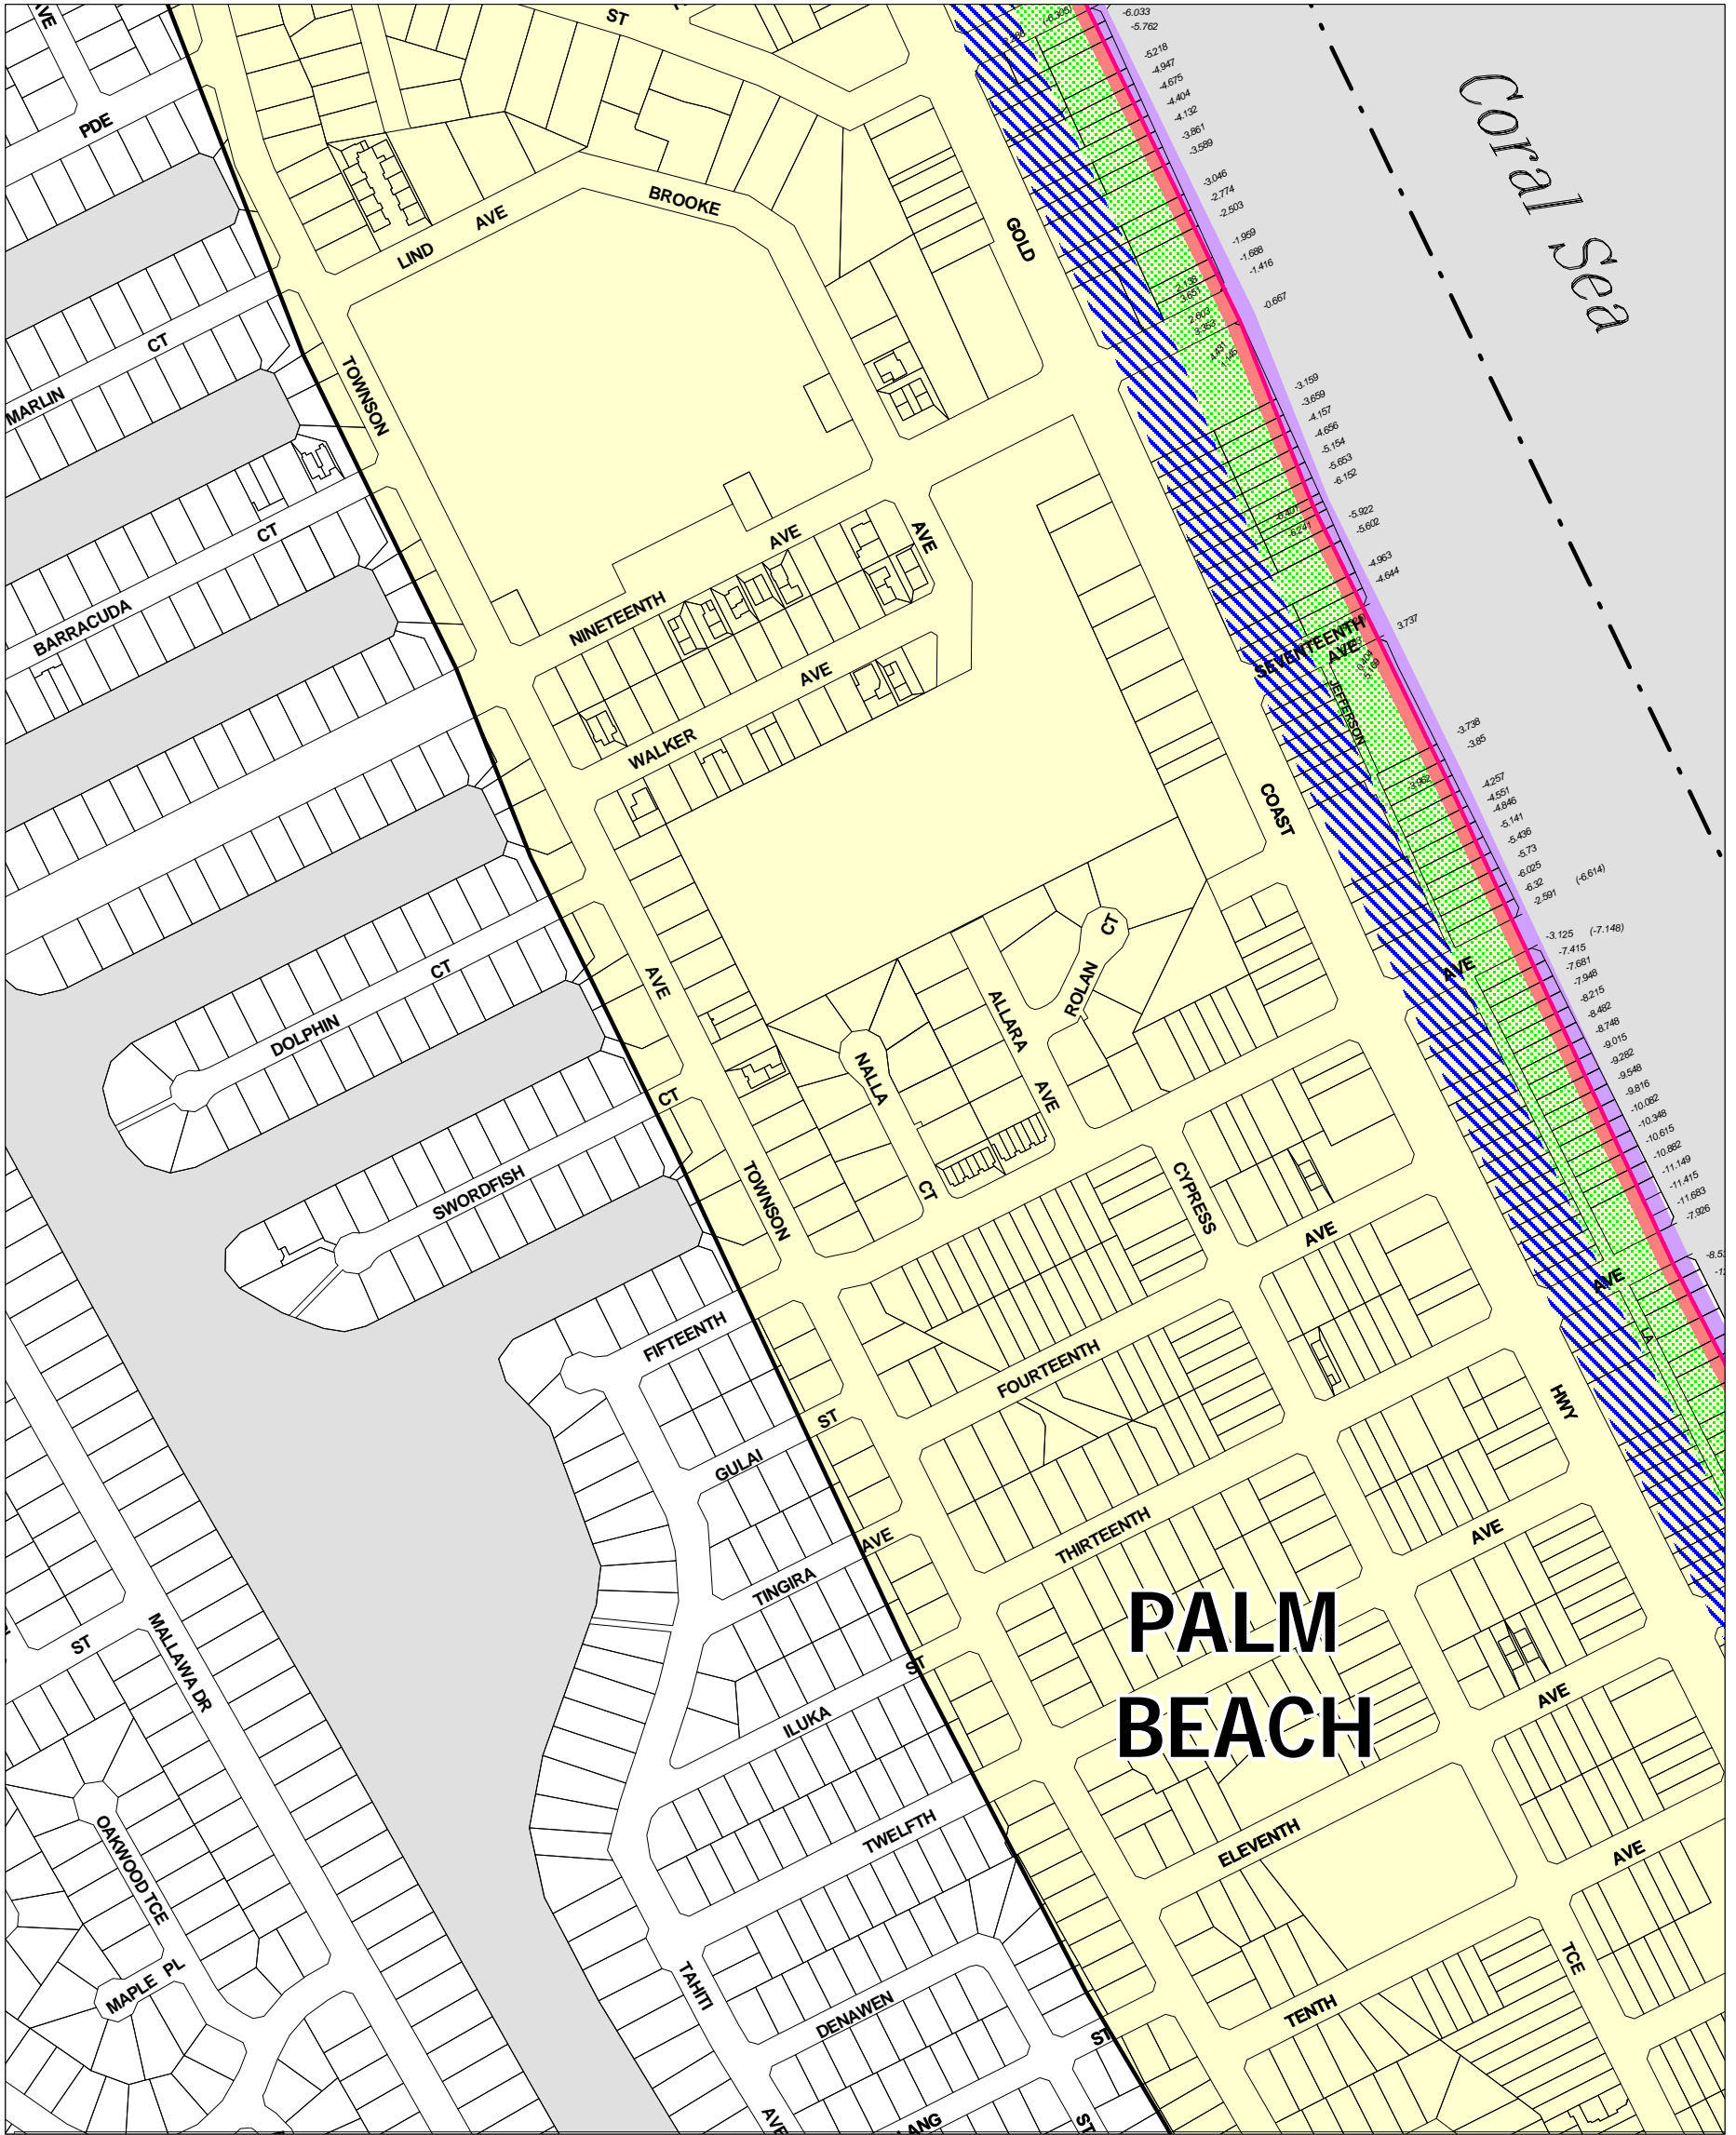 AVE
ST
-6.033
-5.762
-5.218
-4.947
-4.675
-4.404
-4.132
-3.861
-3.589
-3.046
-2.774
-2.503
-1.959
-1.688
-1.416
-0.667
Coral Sea
PDE
BROOKE
LIND AVE
GOLD
MARLIN CT
TOWNSON
-3.159
-3.659
-4.157
-4.656
-5.154
-5.653
-6.152
-5.922
-5.602
-4.963
-4.644
3.737
BARRACUDA CT
NINETEENTH AVE
AVE
WALKER AVE
SEVENTEENTH AVE
JEFFERSON
-3.738
-3.85
-3.962
-4.257
-4.551
-4.846
-5.141
-5.436
-5.73
-6.025
-6.32
-2.591 (-6.614)
-3.125 (-7.148)
-7.415
-7.681
-7.948
-8.215
-8.482
-8.748
-9.015
-9.282
-9.548
-9.816
-10.082
-10.348
-10.615
-10.882
-11.149
-11.415
-11.683
-7.926
COAST
AVE
DOLPHIN CT
AVE
ROLAN CT
ALLARA AVE
NALLA CT
SWORDFISH CT
TOWNSON
CYPRESS
AVE
AVE
LA
FIFTEENTH
FOURTEENTH
HWY
GULAI ST
THIRTEENTH AVE
TINGIRA AVE
PALM
BEACH
MALLAWA DR
ST
ILUKA ST
AVE
TWELFTH
ELEVENTH AVE
OAKWOOD TCE
MAPLE PL
TAHITI AVE
DENAWEN ST
TENTH
TCE
ANG
ST